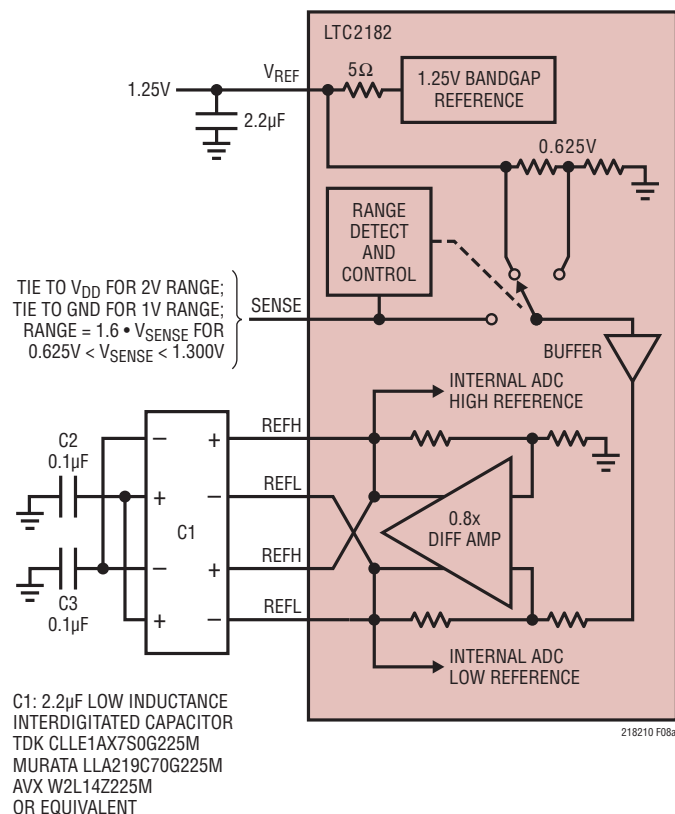 LTC2182
VREF
5Ω
1.25V
1.25V BANDGAP
REFERENCE
2.2µF
0.625V
RANGE
DETECT
AND
CONTROL
TIE TO VDD FOR 2V RANGE;
TIE TO GND FOR 1V RANGE;
RANGE = 1.6 • VSENSE FOR
0.625V < VSENSE < 1.300V
SENSE
BUFFER
INTERNAL ADC
HIGH REFERENCE
REFH
C2
0.1µF
– +
REFL
+ –
0.8x
DIFF AMP
C1
REFH
– +
C3
0.1µF
REFL
+ –
INTERNAL ADC
LOW REFERENCE
C1: 2.2µF LOW INDUCTANCE
INTERDIGITATED CAPACITOR
TDK CLLE1AX7S0G225M
MURATA LLA219C70G225M
AVX W2L14Z225M
OR EQUIVALENT
218210 F08a